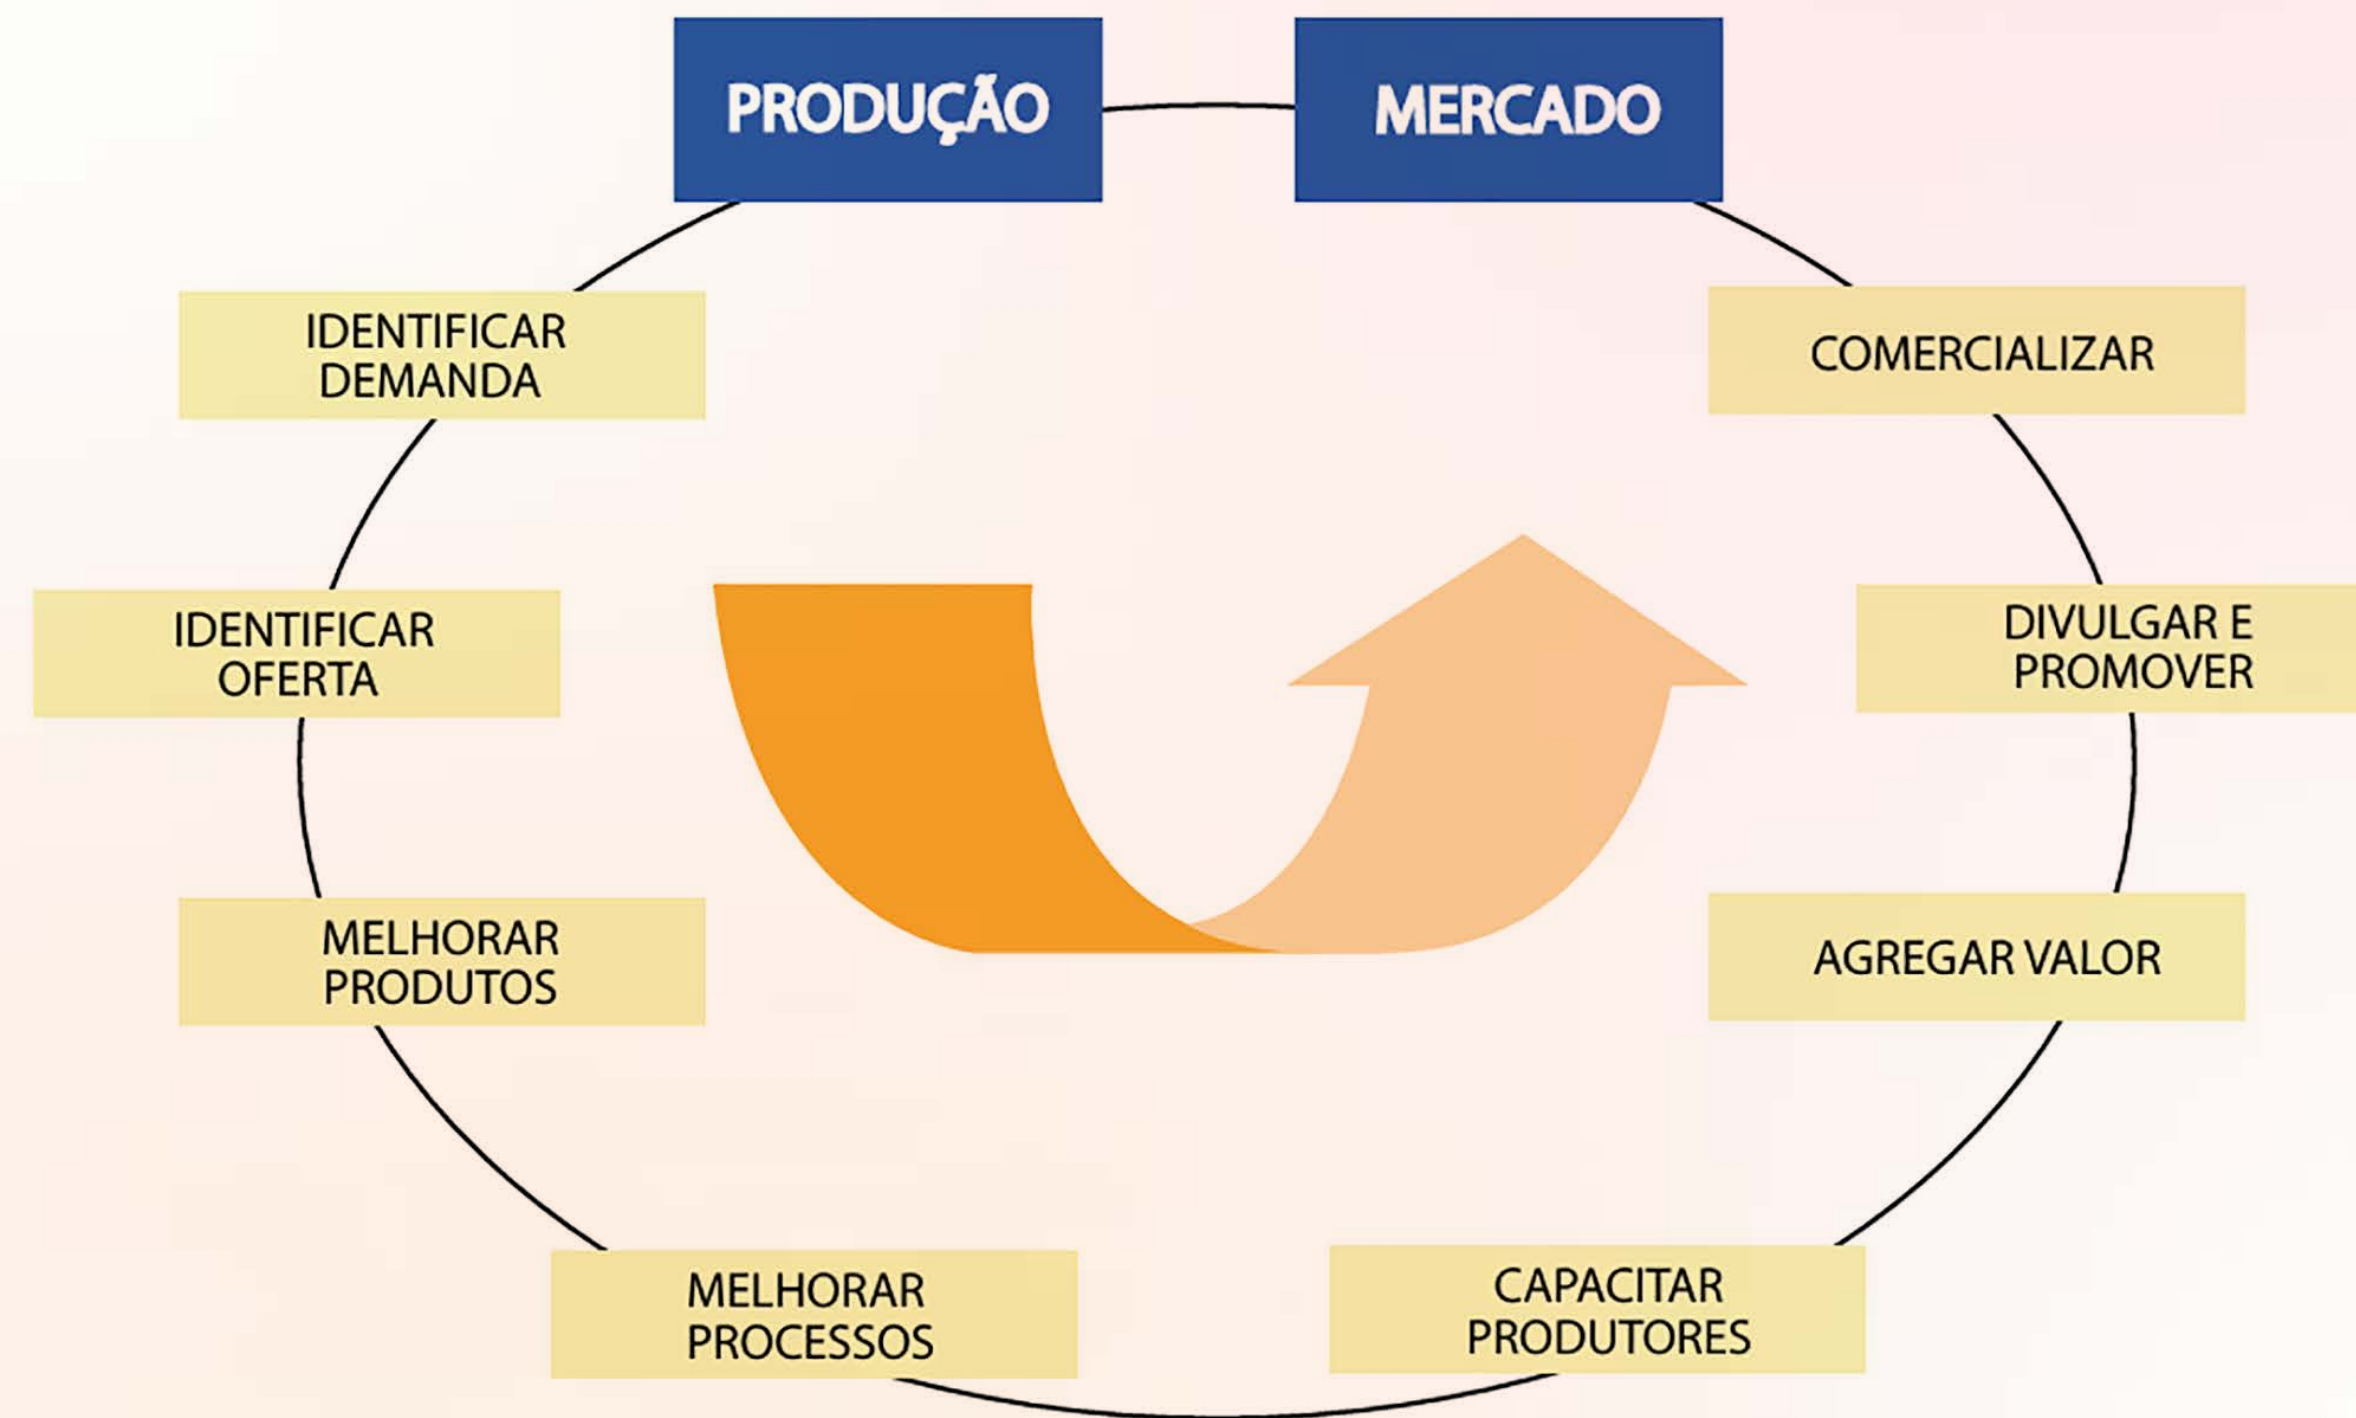 PRODUÇÃO
MERCADO
IDENTIFICAR
DEMANDA
COMERCIALIZAR
IDENTIFICAR
OFERTA
DIVULGAR E
PROMOVER
MELHORAR
PRODUTOS
AGREGAR VALOR
MELHORAR
PROCESSOS
CAPACITAR
PRODUTORES